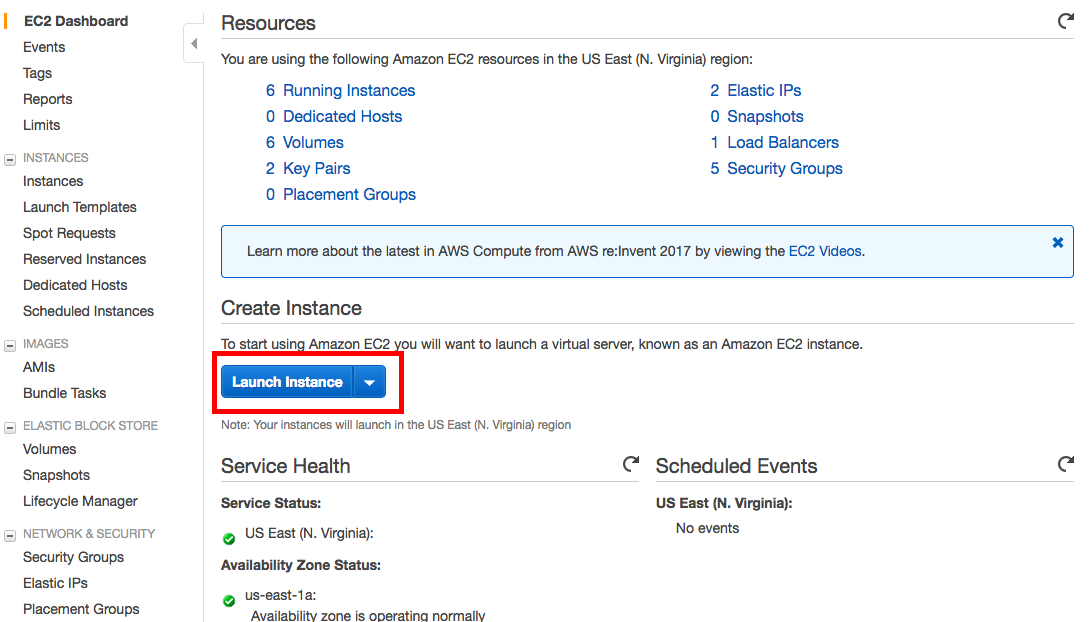 EC2 Dashboard
Events
Tags
Reports
Limits
INSTANCES
Instances
Launch Templates
Spot Requests
Reserved Instances
Dedicated Hosts
Scheduled Instances
IMAGES
AMIs
Bundle Tasks
ELASTIC BLOCK STORE
Volumes
Snapshots
Lifecycle Manager
NETWORK & SECURITY
Security Groups
Elastic IPs
Placement Groups
Resources
You are using the following Amazon EC2 resources in the US East (N. Virginia) region:
6 Running Instances
0 Dedicated Hosts
6 Volumes
2 Key Pairs
0 Placement Groups
2 Elastic IPs
0 Snapshots
1 Load Balancers
5 Security Groups
Learn more about the latest in AWS Compute from AWS re:Invent 2017 by viewing the EC2 Videos.
Create Instance
To start using Amazon EC2 you will want to launch a virtual server, known as an Amazon EC2 instance.
Launch Instance
Note: Your instances will launch in the US East (N. Virginia) region
Service Health
Service Status:
US East (N. Virginia):
Availability Zone Status:
us-east-1a:
Availability zone is operating normally
Scheduled Events
US East (N. Virginia):
No events